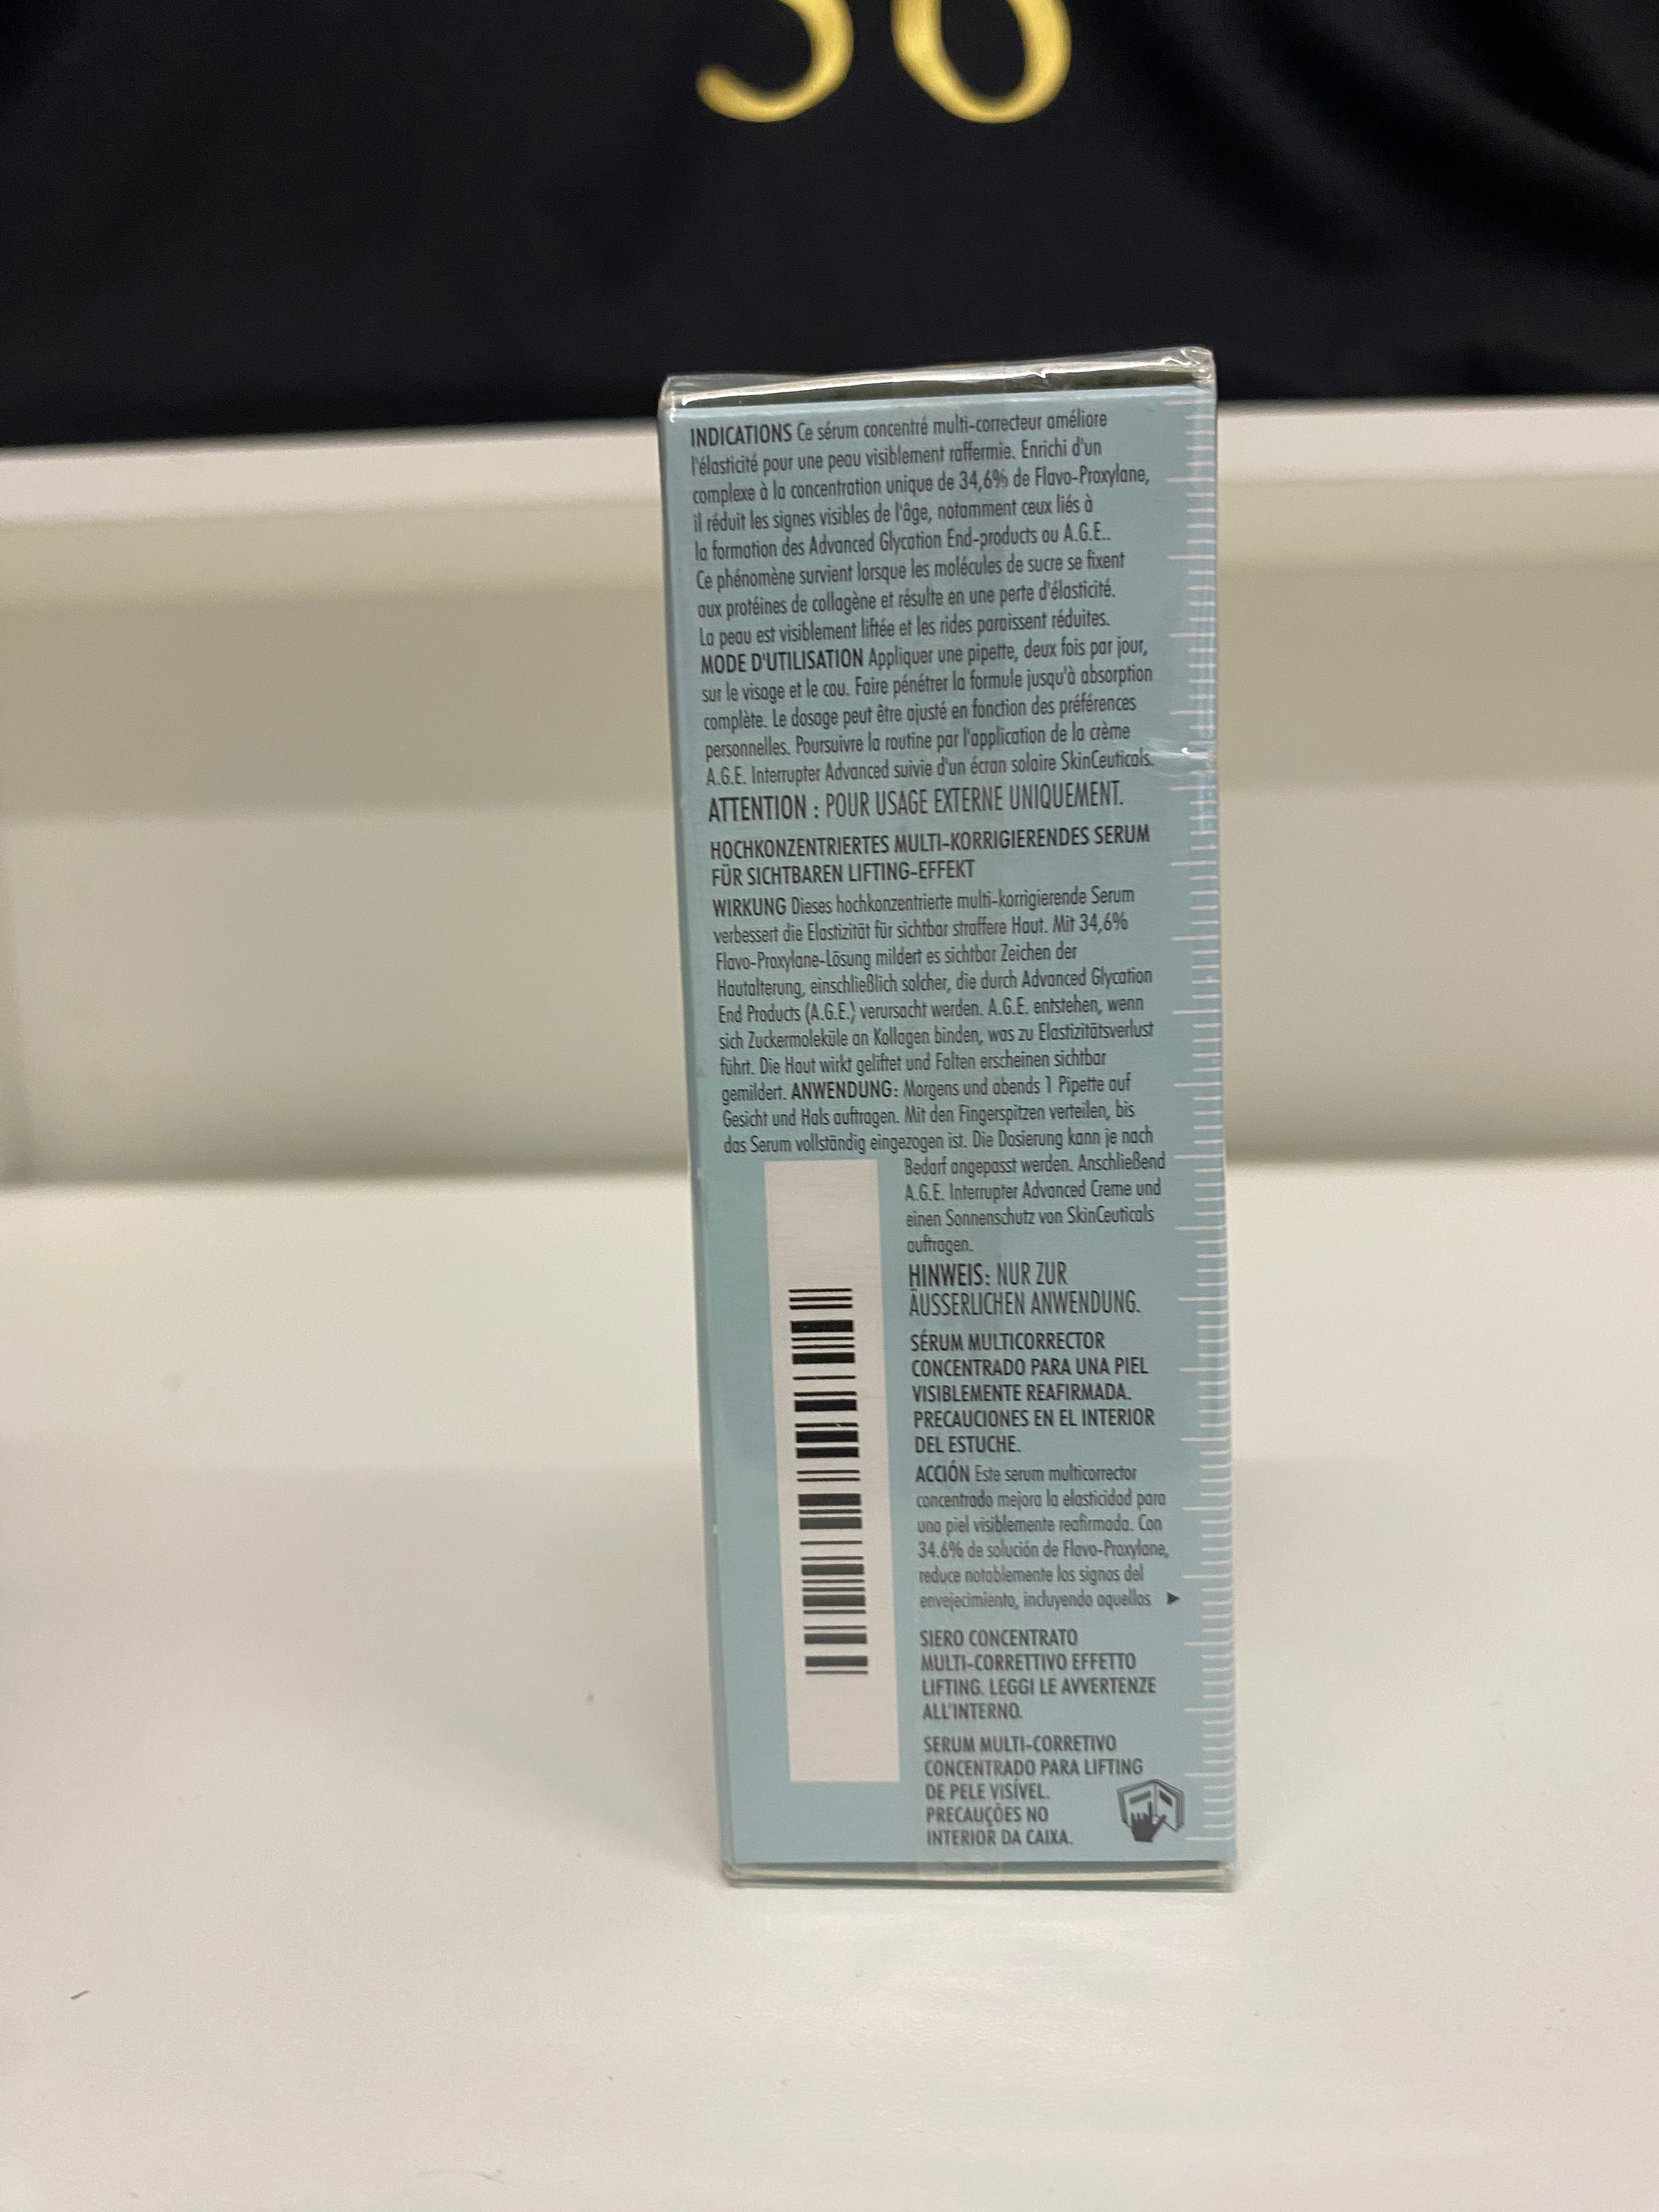 36
INDICATIONS Ce sérum concentré multi-correcteur améliore
l'élasticité pour une peau visiblement raffermie. Enrichi d'un
complexe à la concentration unique de 34,6% de Flavo-Proxylane,
il réduit les signes visibles de l'âge, notamment ceux liés à
la formation des Advanced Glycation End-products ou A.G.E..
Ce phénomène survient lorsque les molécules de sucre se fixent
aux protéines de collagène et résulte en une perte d'élasticité.
La peau est visiblement liftée et les rides paraissent réduites.
MODE D'UTILISATION Appliquer une pipette, deux fois par jour,
sur le visage et le cou. Faire pénétrer la formule jusqu'à absorption
complète. Le dosage peut être ajusté en fonction des préférences
personnelles. Poursuivre la routine par l'application de la crème
A.G.E. Interrupter Advanced suivie d'un écran solaire SkinCeuticals.
ATTENTION : POUR USAGE EXTERNE UNIQUEMENT.
HOCHKONZENTRIERTES MULTI-KORRIGIERENDES SERUM
FÜR SICHTBAREN LIFTING-EFFEKT
WIRKUNG Dieses hochkonzentrierte multi-korrigierende Serum
verbessert die Elastizität für sichtbar straffere Haut. Mit 34,6%
Flavo-Proxylane-Lösung mildert es sichtbar Zeichen der
Hautalterung, einschließlich solcher, die durch Advanced Glycation
End Products (A.G.E.) verursacht werden. A.G.E. entstehen, wenn
sich Zuckermoleküle an Kollagen binden, was zu Elastizitätsverlust
führt. Die Haut wirkt geliftet und Falten erscheinen sichtbar
gemildert. ANWENDUNG: Morgens und abends 1 Pipette auf
Gesicht und Hals auftragen. Mit den Fingerspitzen verteilen, bis
das Serum vollständig eingezogen ist. Die Dosierung kann je nach
Bedarf angepasst werden. Anschließend
A.G.E. Interrupter Advanced Creme und
einen Sonnenschutz von SkinCeuticals
auftragen.
HINWEIS: NUR ZUR
ÄUSSERLICHEN ANWENDUNG.
SÉRUM MULTICORRECTOR
CONCENTRADO PARA UNA PIEL
VISIBLEMENTE REAFIRMADA.
PRECAUCIONES EN EL INTERIOR
DEL ESTUCHE.
ACCIÓN Este serum multicorrector
concentrado mejora la elasticidad para
una piel visiblemente reafirmada. Con
34.6% de solución de Flavo-Proxylane,
reduce notablemente los signos del
envejecimiento, incluyendo aquellos ►
SIERO CONCENTRATO
MULTI-CORRETTIVO EFFETTO
LIFTING. LEGGI LE AVVERTENZE
ALL'INTERNO.
SERUM MULTI-CORRETIVO
CONCENTRADO PARA LIFTING
DE PELE VISÍVEL.
PRECAUÇÕES NO
INTERIOR DA CAIXA.